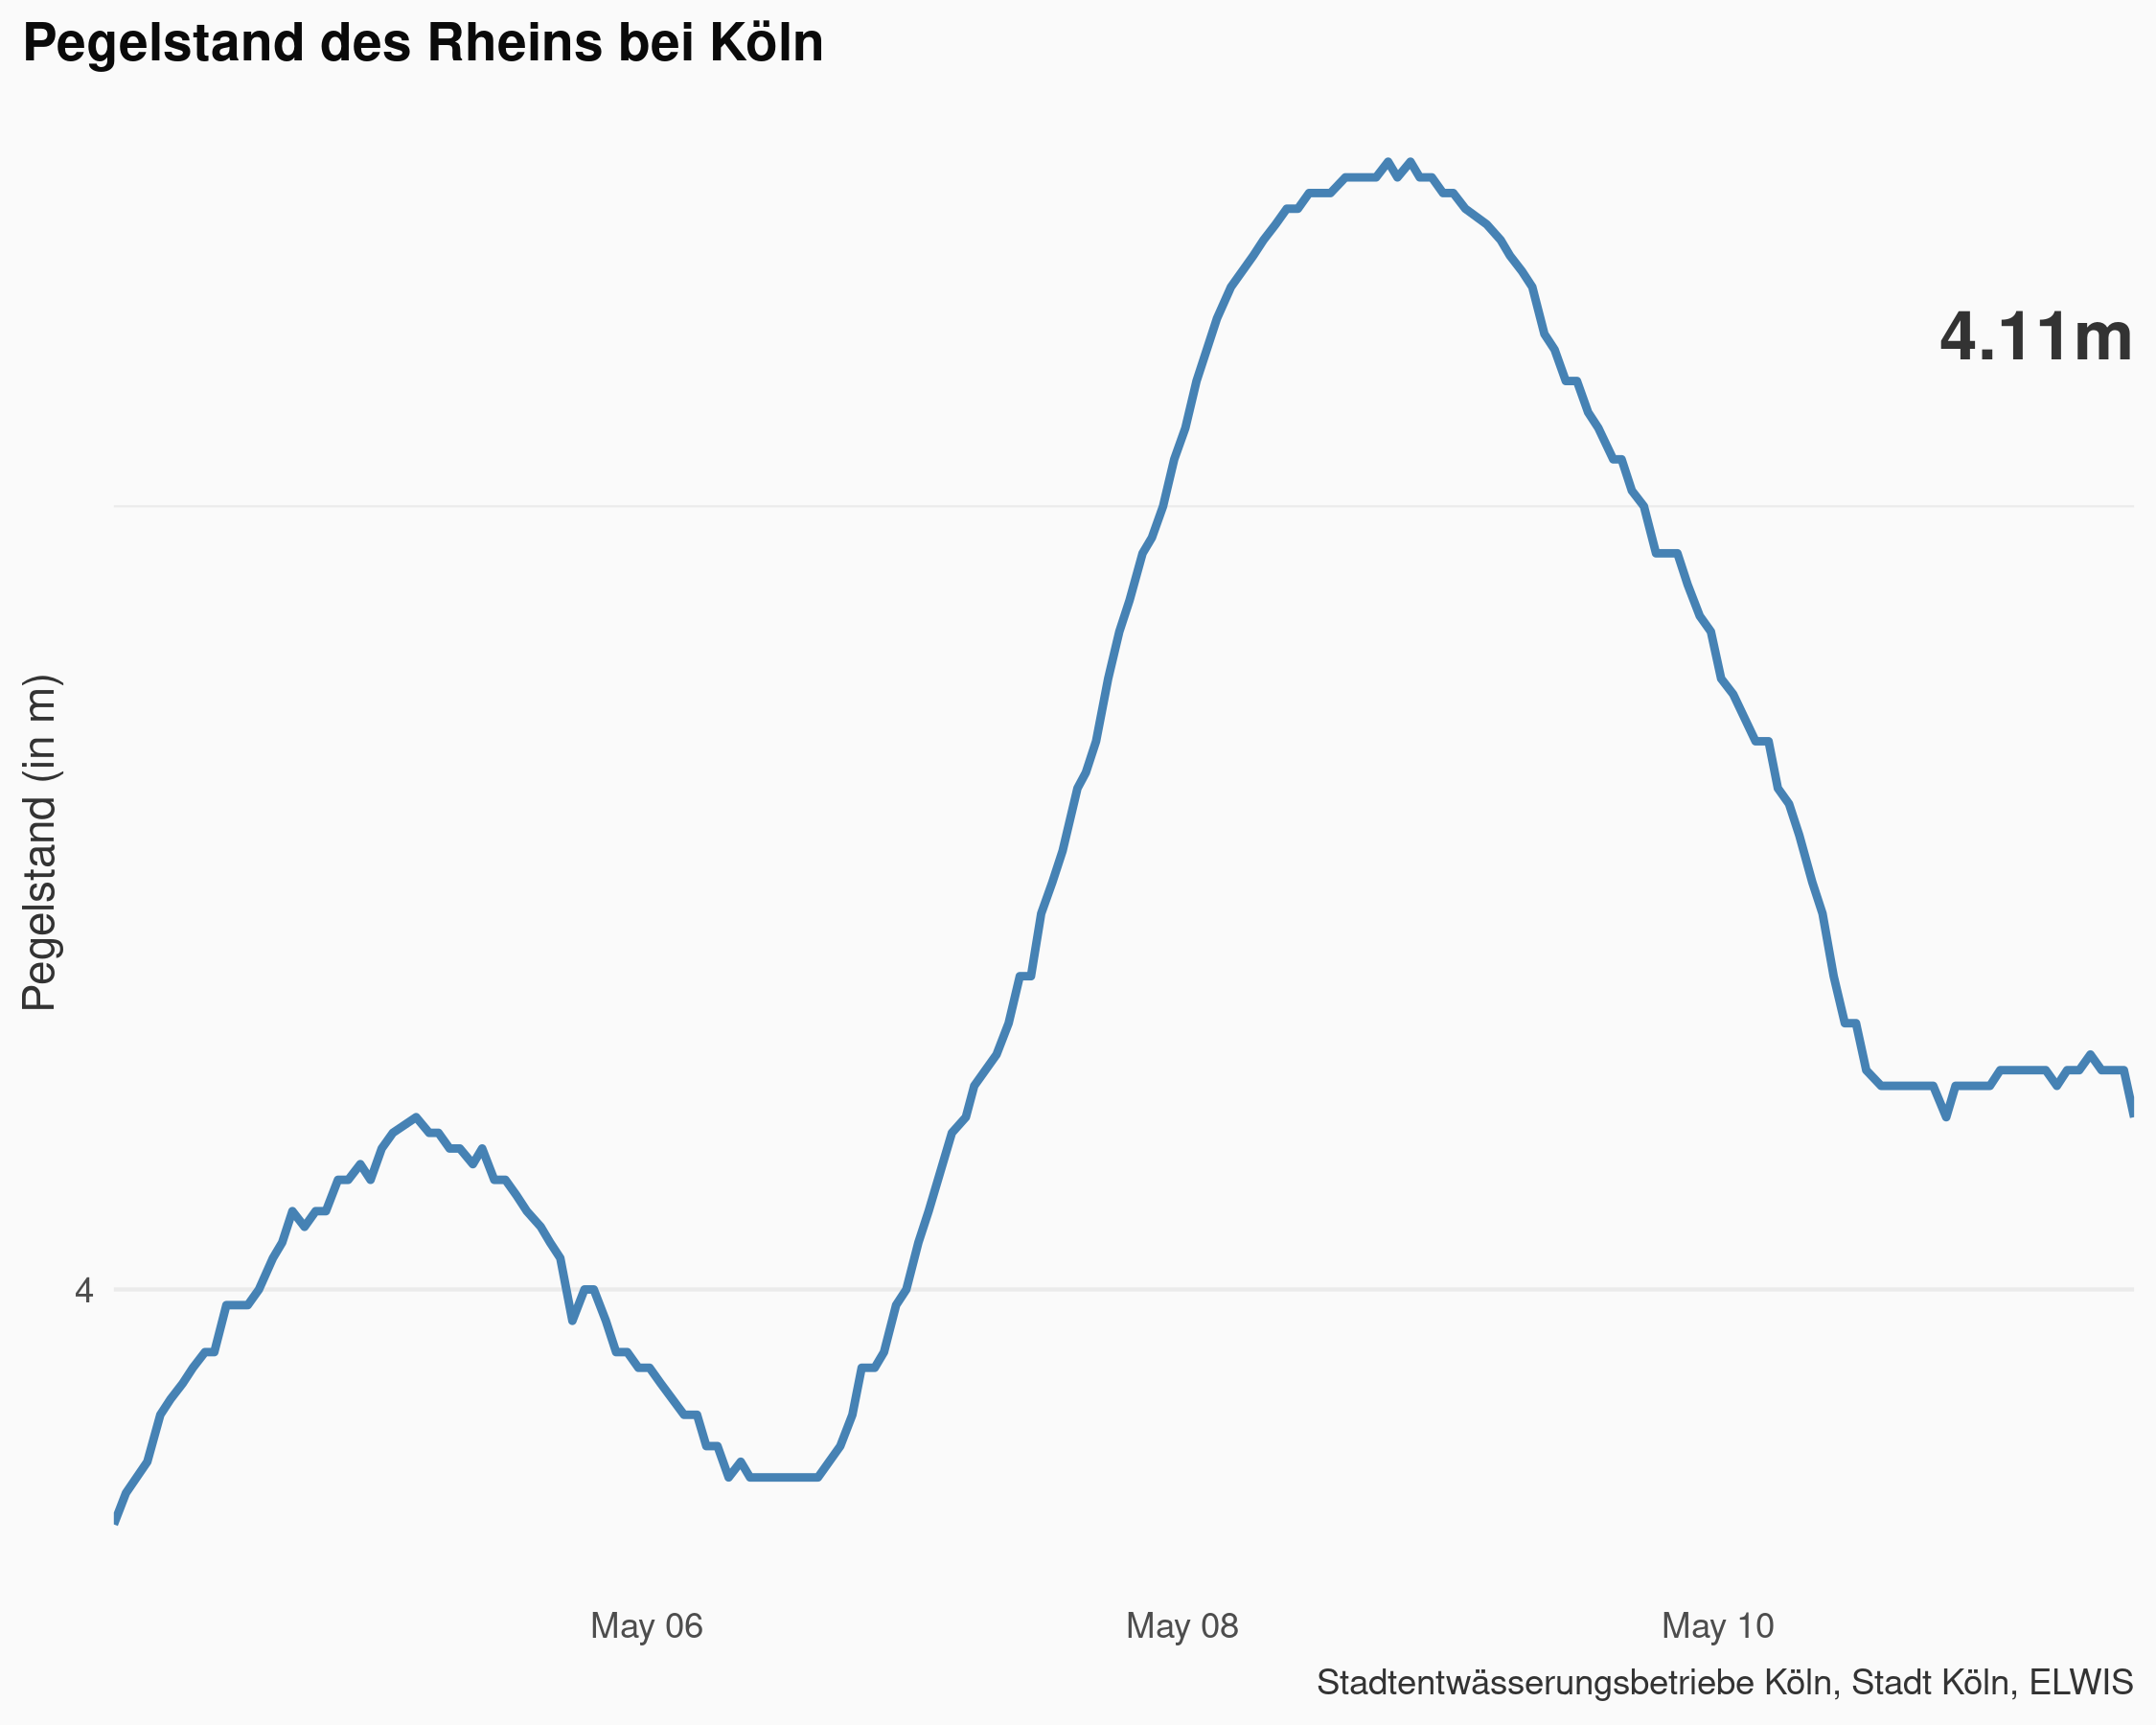 Pegelstand des Rheins bei Köln
4.11m
Pegelstand (in m)
4
May 06
May 08
May 10
Stadtentwässerungsbetriebe Köln, Stadt Köln, ELWIS